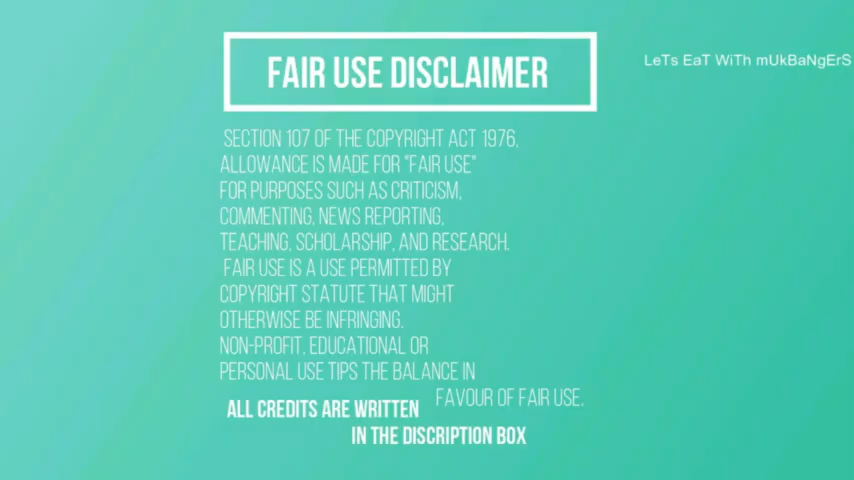 FAIR USE DISCLAIMER
LeTs EaT WiTh mUkBaNgErS
SECTION 107 OF THE COPYRIGHT ACT 1976,
ALLOWANCE IS MADE FOR "FAIR USE"
FOR PURPOSES SUCH AS CRITICISM,
COMMENTING, NEWS REPORTING,
TEACHING, SCHOLARSHIP, AND RESEARCH.
FAIR USE IS A USE PERMITTED BY
COPYRIGHT STATUTE THAT MIGHT
OTHERWISE BE INFRINGING.
NON-PROFIT, EDUCATIONAL OR
PERSONAL USE TIPS THE BALANCE IN
FAVOUR OF FAIR USE.
ALL CREDITS ARE WRITTEN
IN THE DISCRIPTION BOX